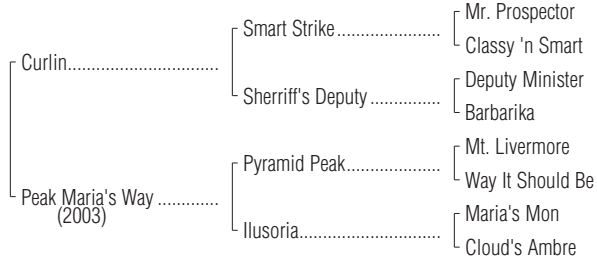 Mr. Prospector
Smart Strike......................
Classy 'n Smart
Curlin................................
Deputy Minister
Sherriff's Deputy ...............
Barbarika
Mt. Livermore
Pyramid Peak....................
Way It Should Be
Peak Maria's Way .............
(2003)
Maria's Mon
Ilusoria..............................
Cloud's Ambre